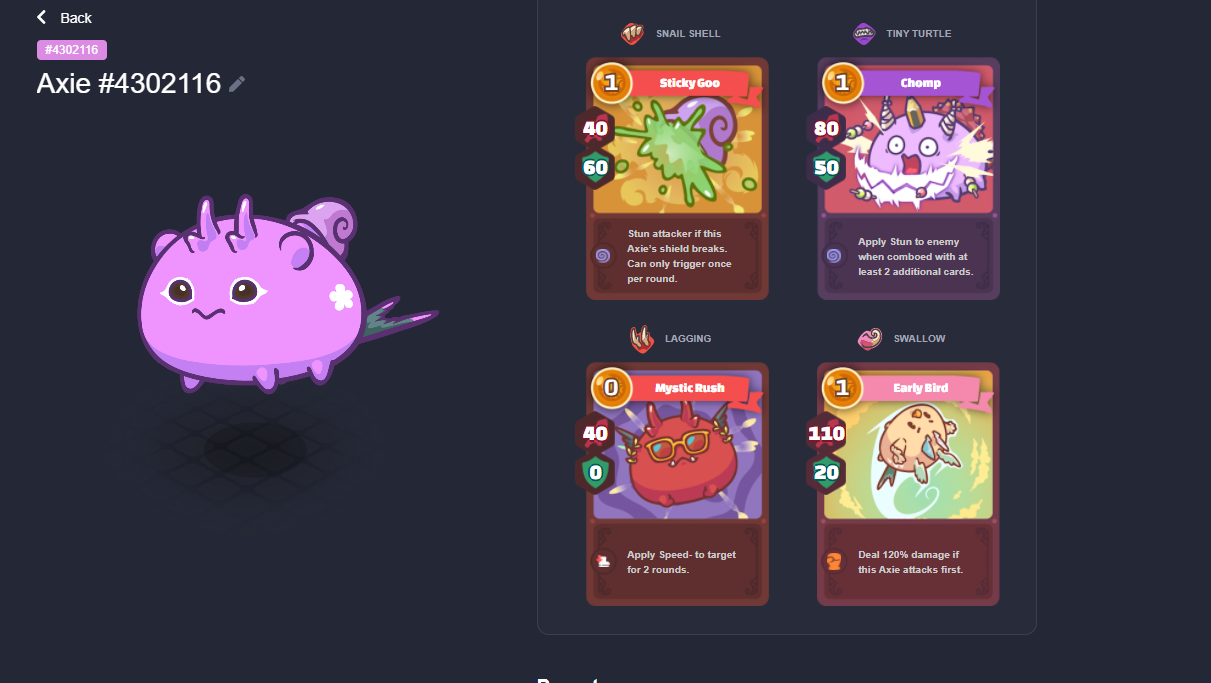 Back
#4302116
Axie #4302116
SNAIL SHELL
1
Sticky Goo
40
60
Stun attacker if this
Axie's shield breaks.
Can only trigger once
per round.
TINY TURTLE
1
Chomp
80
50
Apply Stun to enemy
when comboed with at
least 2 additional cards.
LAGGING
0
Mystic Rush
40
0
Apply Speed- to target
for 2 rounds.
SWALLOW
1
Early Bird
110
20
Deal 120% damage if
this Axie attacks first.